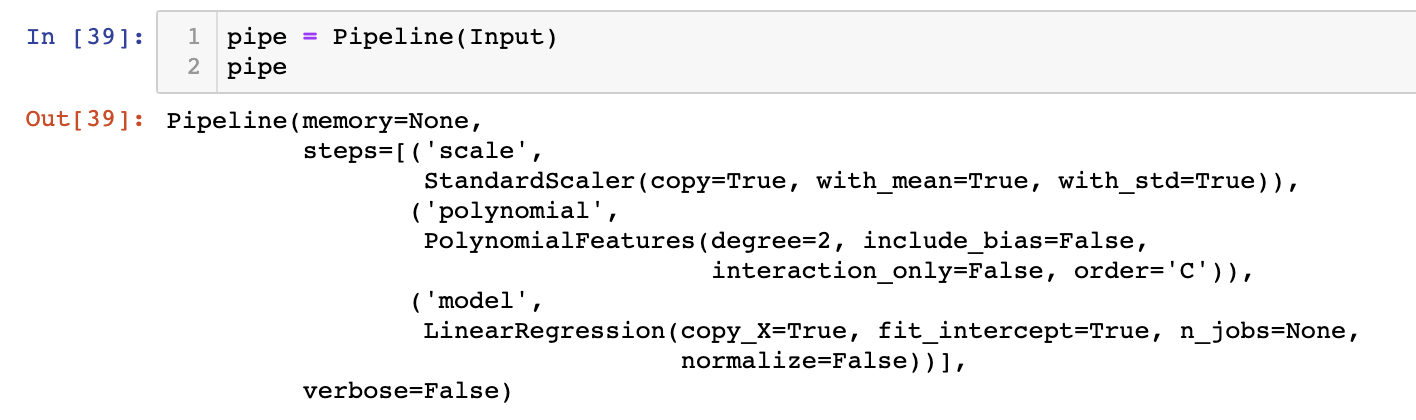 In [39]: 1 pipe = Pipeline(Input)
2 pipe
Out[39]: Pipeline(memory=None,
steps=[('scale',
StandardScaler(copy=True, with_mean=True, with_std=True)),
('polynomial',
PolynomialFeatures(degree=2, include_bias=False,
interaction_only=False, order='C')),
('model',
LinearRegression(copy_X=True, fit_intercept=True, n_jobs=None,
normalize=False))],
verbose=False)